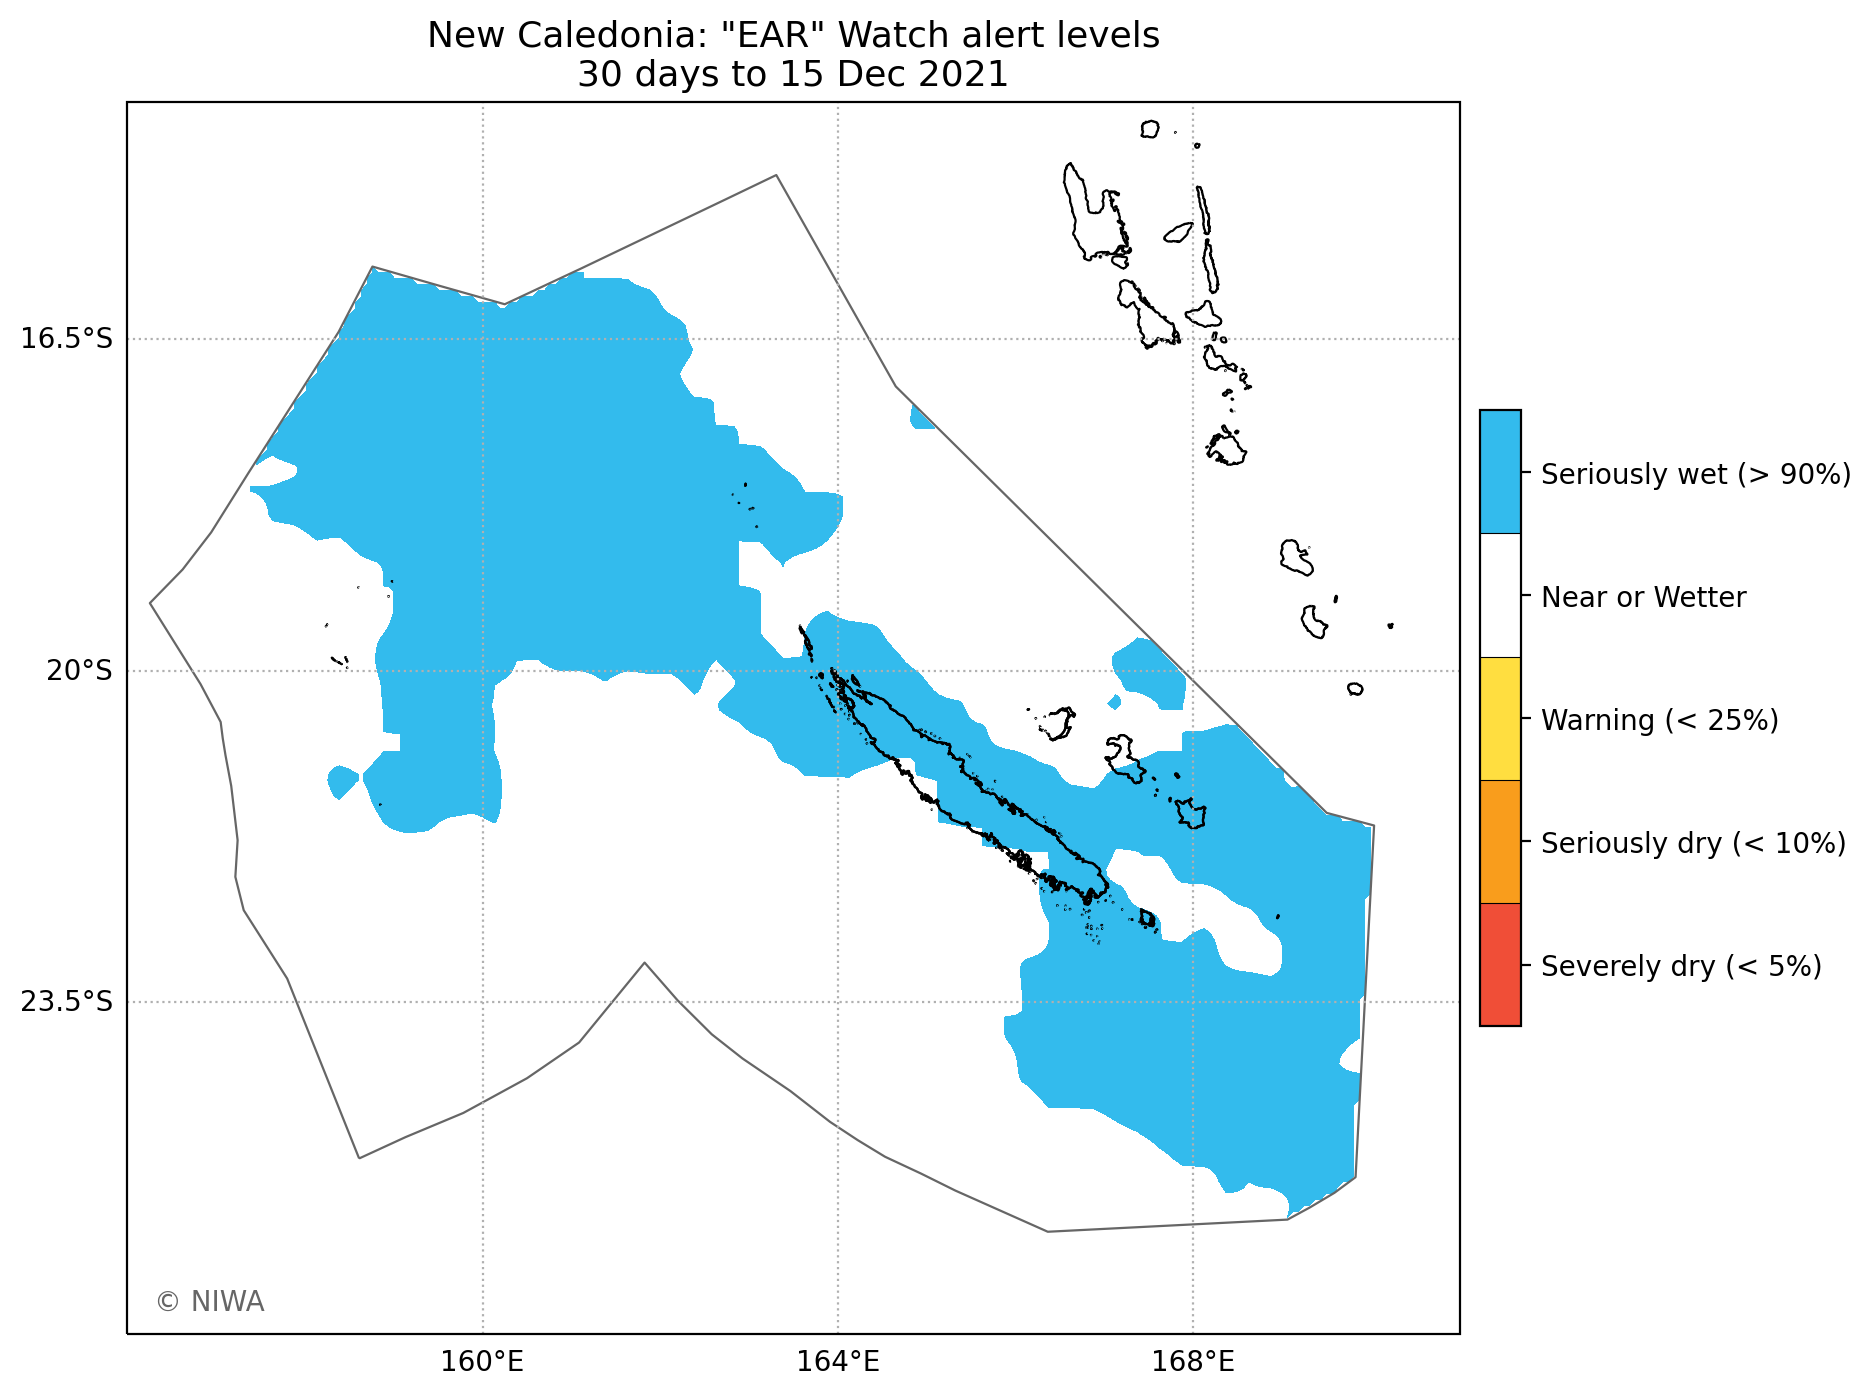 New Caledonia: "EAR" Watch alert levels
30 days to 15 Dec 2021
16.5°S
20°S
23.5°S
160°E
164°E
168°E
Seriously wet (> 90%)
Near or Wetter
Warning (< 25%)
Seriously dry (< 10%)
Severely dry (< 5%)
© NIWA